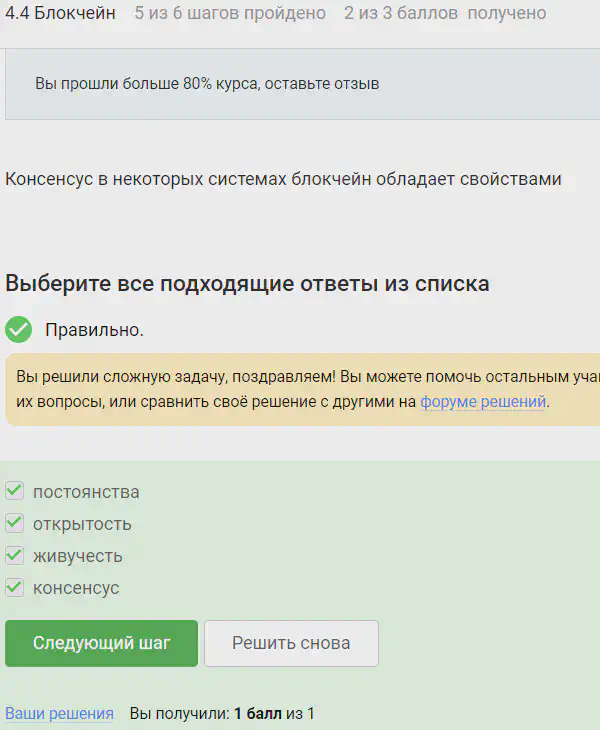 4.4 Блокчейн 5 из 6 шагов пройдено 2 из 3 баллов получено
Вы прошли больше 80% курса, оставьте отзыв
Консенсус в некоторых системах блокчейн обладает свойствами
Выберите все подходящие ответы из списка
Правильно.
Вы решили сложную задачу, поздравляем! Вы можете помочь остальным
их вопросы, или сравнить своё решение с другими на форуме решений.
постоянства
открытость
живучесть
консенсус
Следующий шаг Решить снова
Ваши решения Вы получили: 1 балл из 1